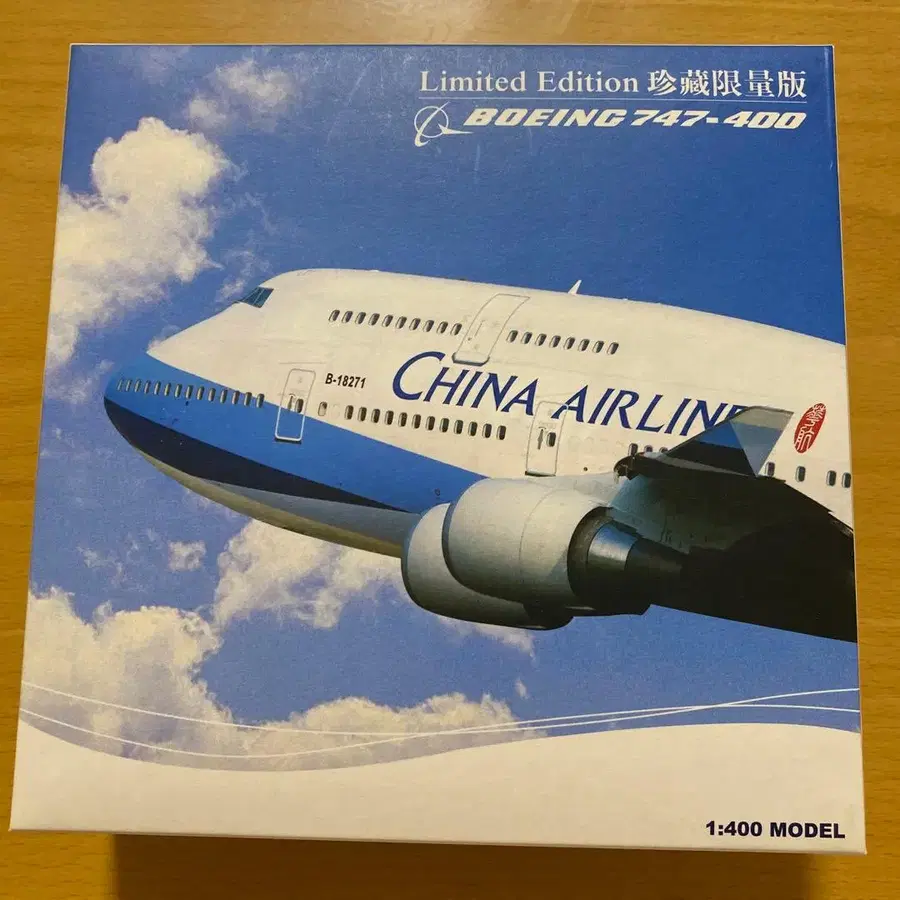 Limited Edition 珍藏限量版
BOEING 747-400
B-18271
CHINA AIRLINE
1:400 MODEL